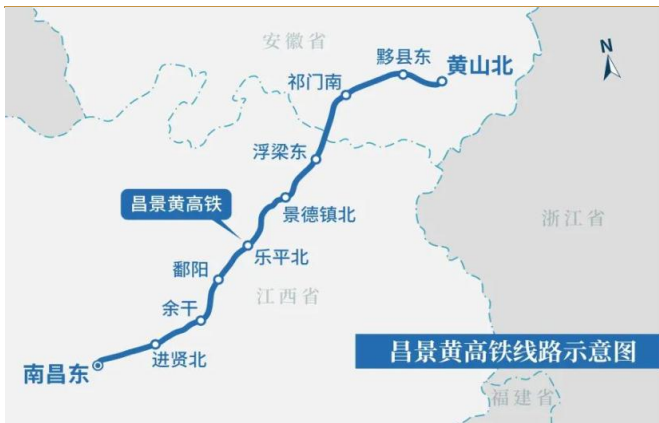 安徽省
N
黟县东
黄山北
祁门南
浮梁东
昌景黄高铁
景德镇北
浙江省
乐平北
鄱阳
江西省
余干
昌景黄高铁线路示意图
进贤北
南昌东
福建省